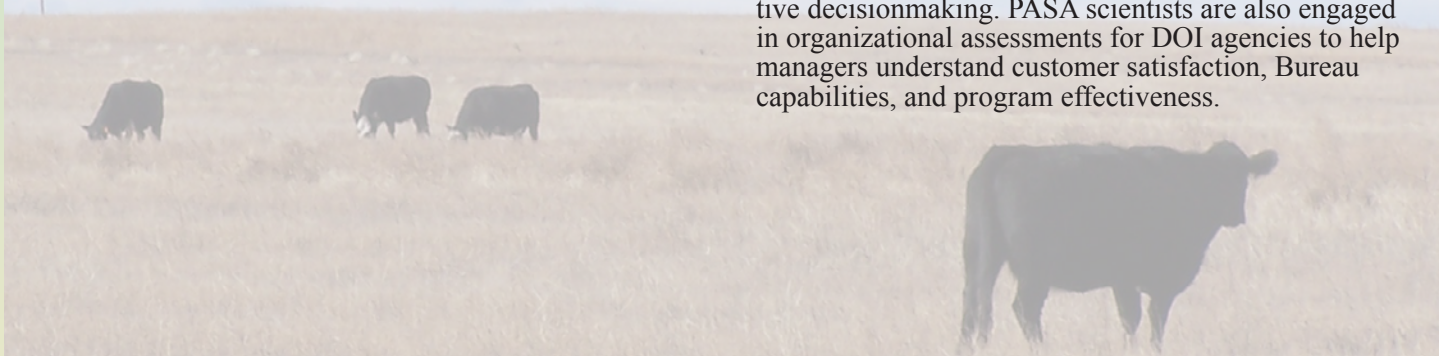 tive decisionmaking. PASA scientists are also engaged
in organizational assessments for DOI agencies to help
managers understand customer satisfaction, Bureau
capabilities, and program effectiveness.